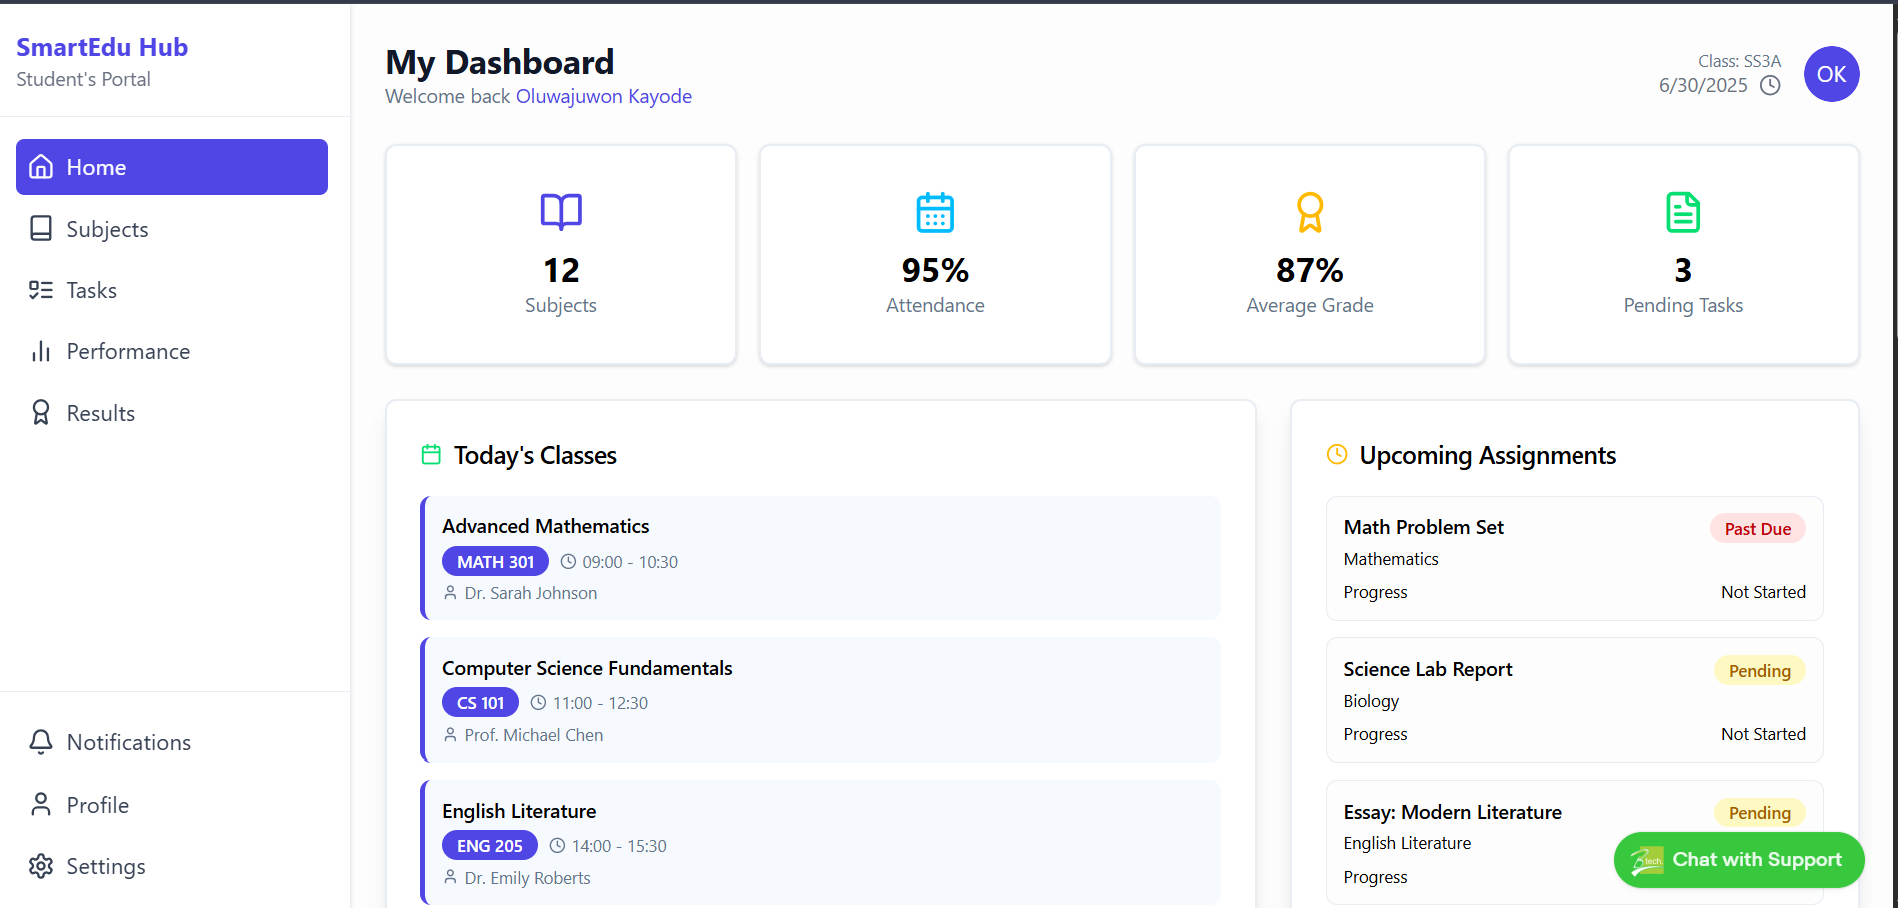 SmartEdu Hub
Student's Portal
Home
Subjects
Tasks
Performance
Results
Notifications
Profile
Settings
My Dashboard
Welcome back Oluwajuwon Kayode
Class: SS3A
6/30/2025
OK
12
Subjects
95%
Attendance
87%
Average Grade
3
Pending Tasks
Today's Classes
Advanced Mathematics
MATH 301 09:00 - 10:30
Dr. Sarah Johnson
Computer Science Fundamentals
CS 101 11:00 - 12:30
Prof. Michael Chen
English Literature
ENG 205 14:00 - 15:30
Dr. Emily Roberts
Upcoming Assignments
Math Problem Set Past Due
Mathematics
Progress Not Started
Science Lab Report Pending
Biology
Progress Not Started
Essay: Modern Literature Pending
English Literature
Progress
tech. Chat with Support